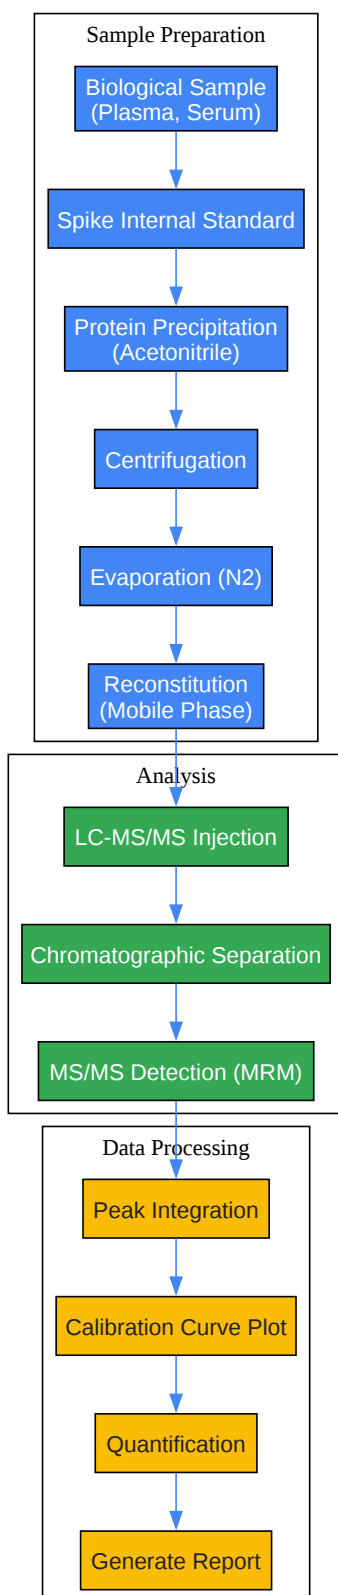 Sample Preparation
Biological Sample
(Plasma, Serum)
Spike Internal Standard
Protein Precipitation
(Acetonitrile)
Centrifugation
Evaporation (N2)
Reconstitution
(Mobile Phase)
Analysis
LC-MS/MS Injection
Chromatographic Separation
MS/MS Detection (MRM)
Data Processing
Peak Integration
Calibration Curve Plot
Quantification
Generate Report